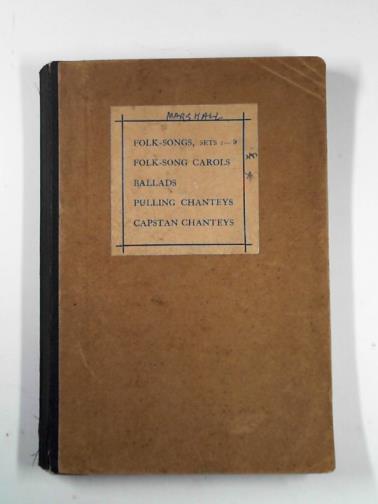 MARSHALL
FOLK-SONGS, SETS 1—9
FOLK-SONG CAROLS
BALLADS
PULLING CHANTEYS
CAPSTAN CHANTEYS